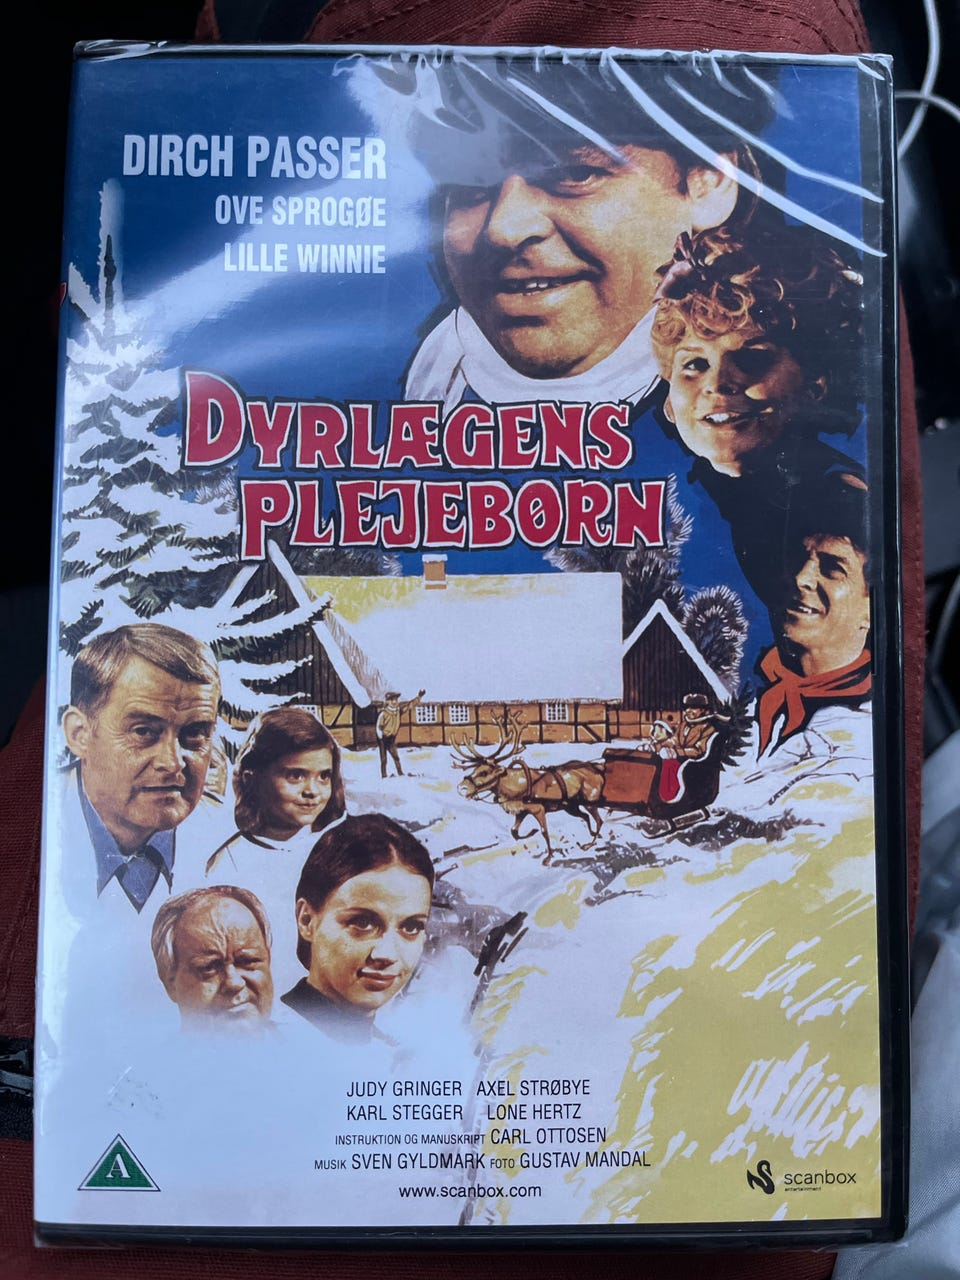 DIRCH PASSER
OVE SPROGØE
LILLE WINNIE
DYRLÆGENS
PLEJEBØRN
JUDY GRINGER AXEL STRØBYE
KARL STEGGER LONE HERTZ
INSTRUKTION OG MANUSKRIPT CARL OTTOSEN
MUSIK SVEN GYLDMARK FOTO GUSTAV MANDAL
www.scanbox.com
A
scanbox
entertainment